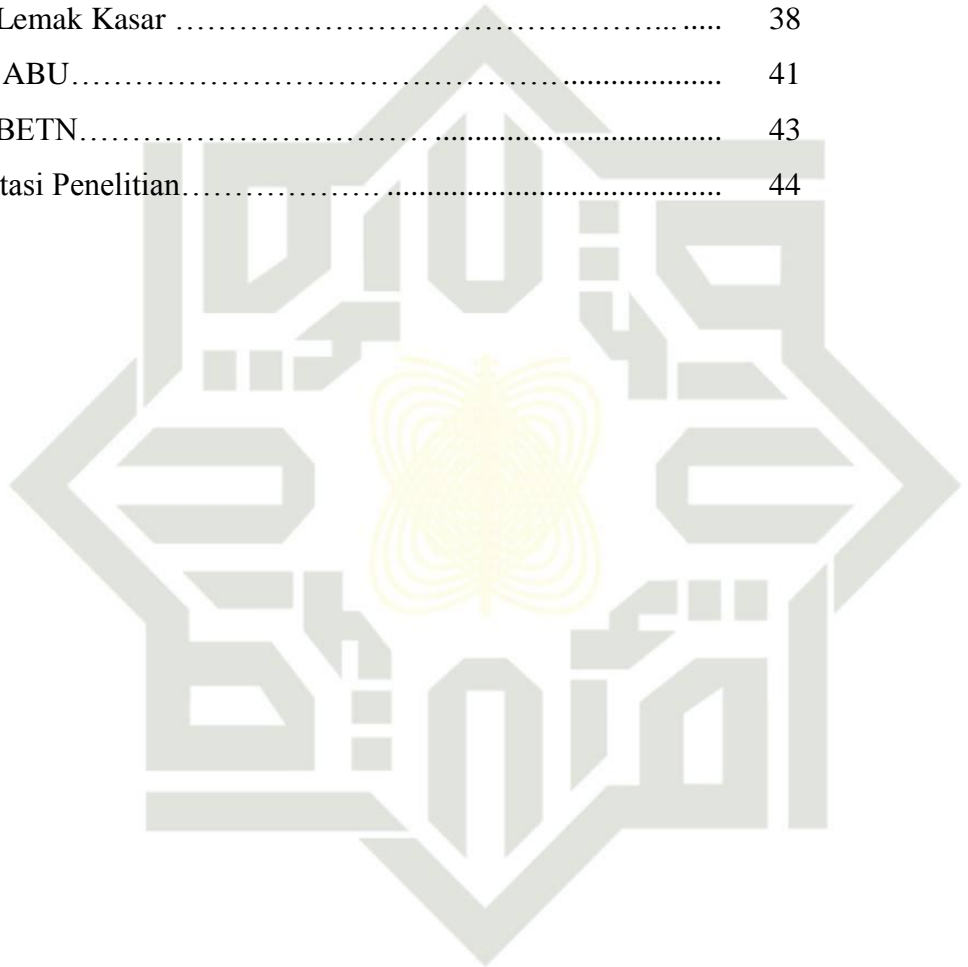 Lemak Kasar …………………………………………... ..... 38
ABU……………………………………………..................... 41
BETN……………………………….................................... 43
tasi Penelitian………………. ........................................... 44